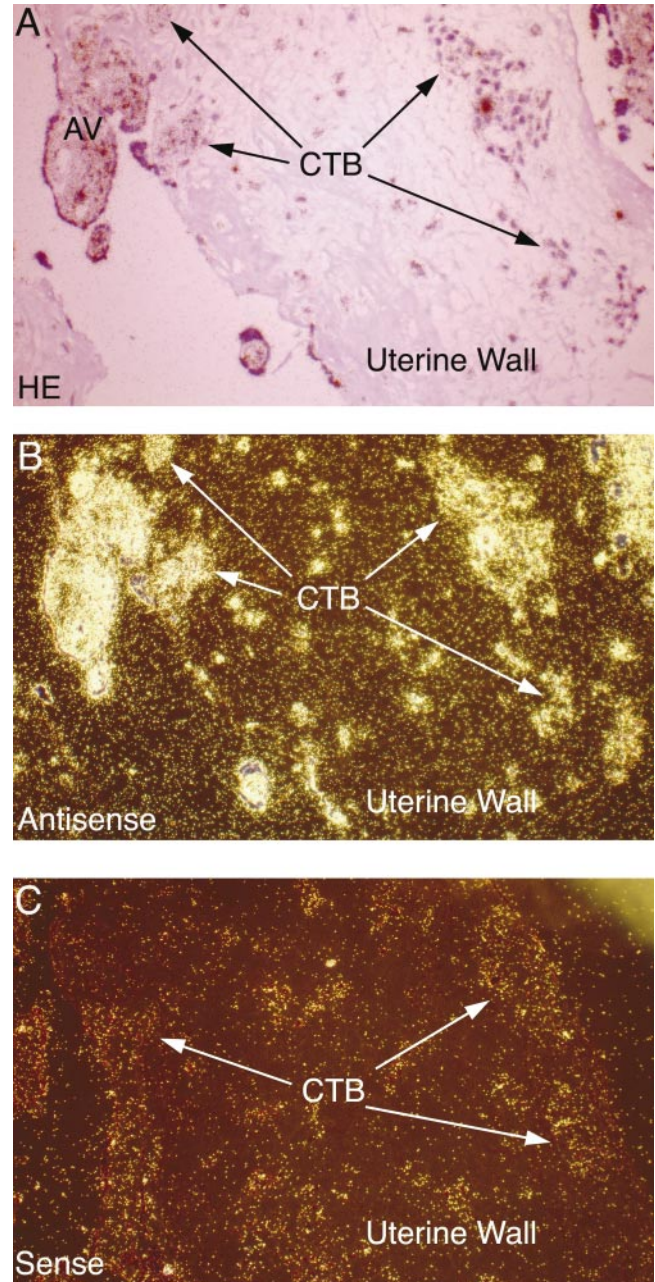 A
AV
CTB
Uterine Wall
HE
B
CTB
Uterine Wall
Antisense
C
CTB
Uterine Wall
Sense